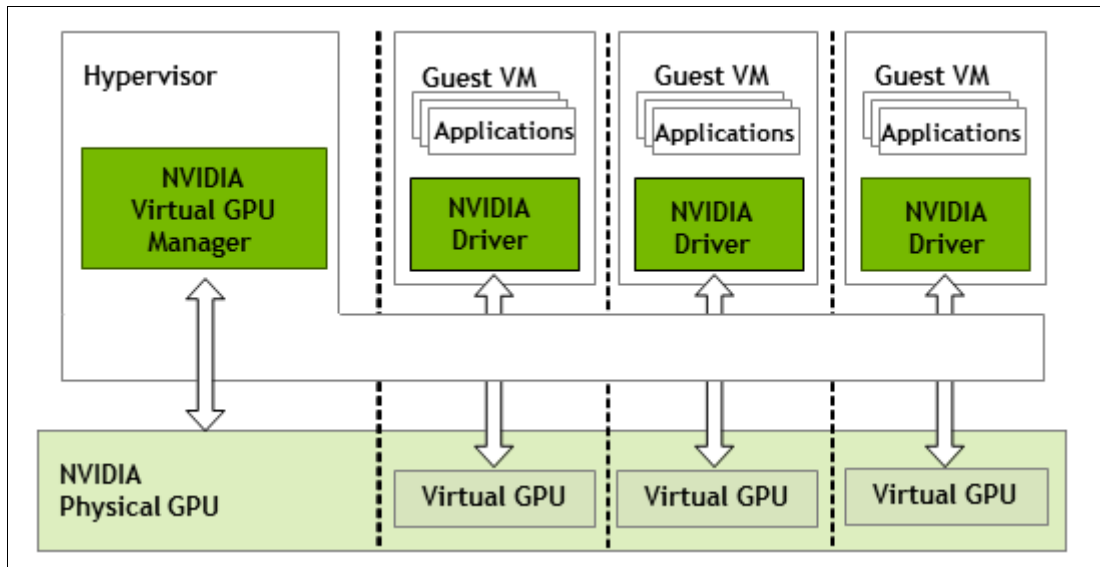 Hypervisor
NVIDIA
Virtual GPU
Manager
Guest VM
Applications
NVIDIA
Driver
Guest VM
Applications
NVIDIA
Driver
Guest VM
Applications
NVIDIA
Driver
NVIDIA
Physical GPU
Virtual GPU
Virtual GPU
Virtual GPU